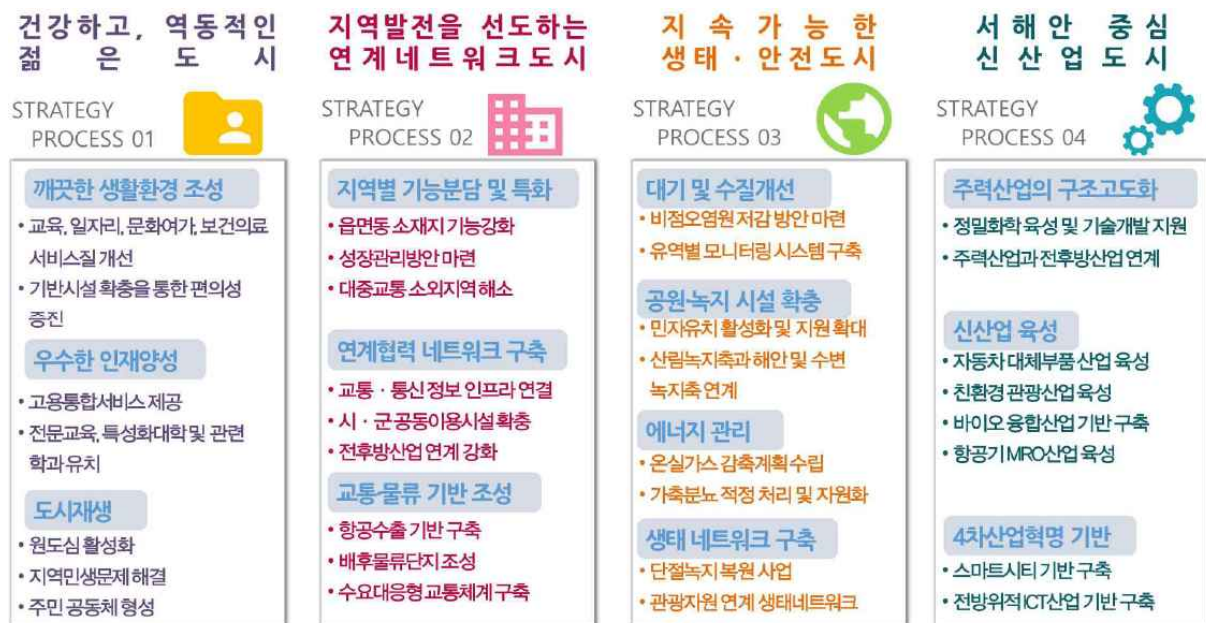 건강하고, 역동적인
젊은도시
STRATEGY
PROCESS 01
깨끗한 생활환경 조성
• 교육, 일자리, 문화여가, 보건의료
서비스질 개선
• 기반시설 확충을 통한 편의성
증진
우수한 인재양성
• 고용통합서비스 제공
• 전문교육, 특성화대학 및 관련
학과 유치
도시재생
• 원도심 활성화
• 지역민생문제 해결
• 주민 공동체 형성
지역발전을 선도하는
연계네트워크도시
STRATEGY
PROCESS 02
지역별 기능분담 및 특화
• 읍면동 소재지 기능강화
• 성장관리방안 마련
• 대중교통 소외지역 해소
연계협력 네트워크 구축
• 교통 · 통신 정보 인프라 연결
• 시 · 군 공동이용시설 확충
• 전후방산업 연계 강화
교통·물류 기반 조성
• 항공수출 기반 구축
• 배후물류단지 조성
• 수요대응형 교통체계 구축
지속가능한
생태 · 안전도시
STRATEGY
PROCESS 03
대기 및 수질개선
• 비점오염원 저감 방안 마련
• 유역별 모니터링 시스템 구축
공원·녹지 시설 확충
• 민자유치 활성화 및 지원 확대
• 산림녹지축과 해안 및 수변
녹지축 연계
에너지 관리
• 온실가스 감축계획 수립
• 가축분뇨 적정 처리 및 자원화
생태 네트워크 구축
• 단절녹지 복원 사업
• 관광자원 연계 생태네트워크
서해안 중심
신산업도시
STRATEGY
PROCESS 04
주력산업의 구조고도화
• 정밀화학 육성 및 기술개발 지원
• 주력산업과 전후방산업 연계
신산업 육성
• 자동차 대체부품 산업 육성
• 친환경 관광산업 육성
• 바이오 융합산업 기반 구축
• 항공기 MRO산업 육성
4차산업혁명 기반
• 스마트시티 기반 구축
• 전방위적 ICT산업 기반 구축